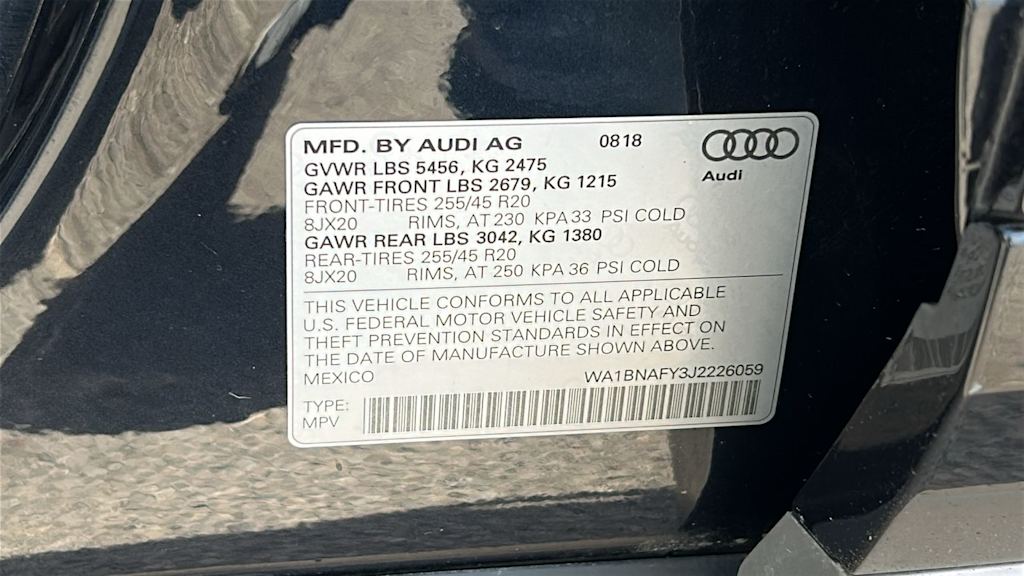 MFD. BY AUDI AG 0818
GVWR LBS 5456, KG 2475
GAWR FRONT LBS 2679, KG 1215
FRONT-TIRES 255/45 R20
8JX20 RIMS, AT 230 KPA 33 PSI COLD
GAWR REAR LBS 3042, KG 1380
REAR-TIRES 255/45 R20
8JX20 RIMS, AT 250 KPA 36 PSI COLD
Audi
THIS VEHICLE CONFORMS TO ALL APPLICABLE
U.S. FEDERAL MOTOR VEHICLE SAFETY AND
THEFT PREVENTION STANDARDS IN EFFECT ON
THE DATE OF MANUFACTURE SHOWN ABOVE.
MEXICO WA1BNAFY3J2226059
TYPE:
MPV